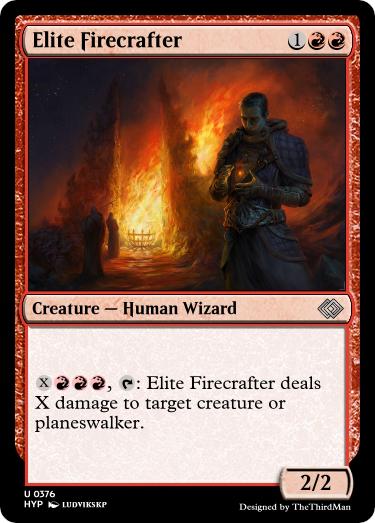 Elite Firecrafter 1
Creature — Human Wizard
X, : Elite Firecrafter deals
X damage to target creature or
planeswalker.
2/2
U 0376
HYP LUDVIKSKP
Designed by TheThirdMan